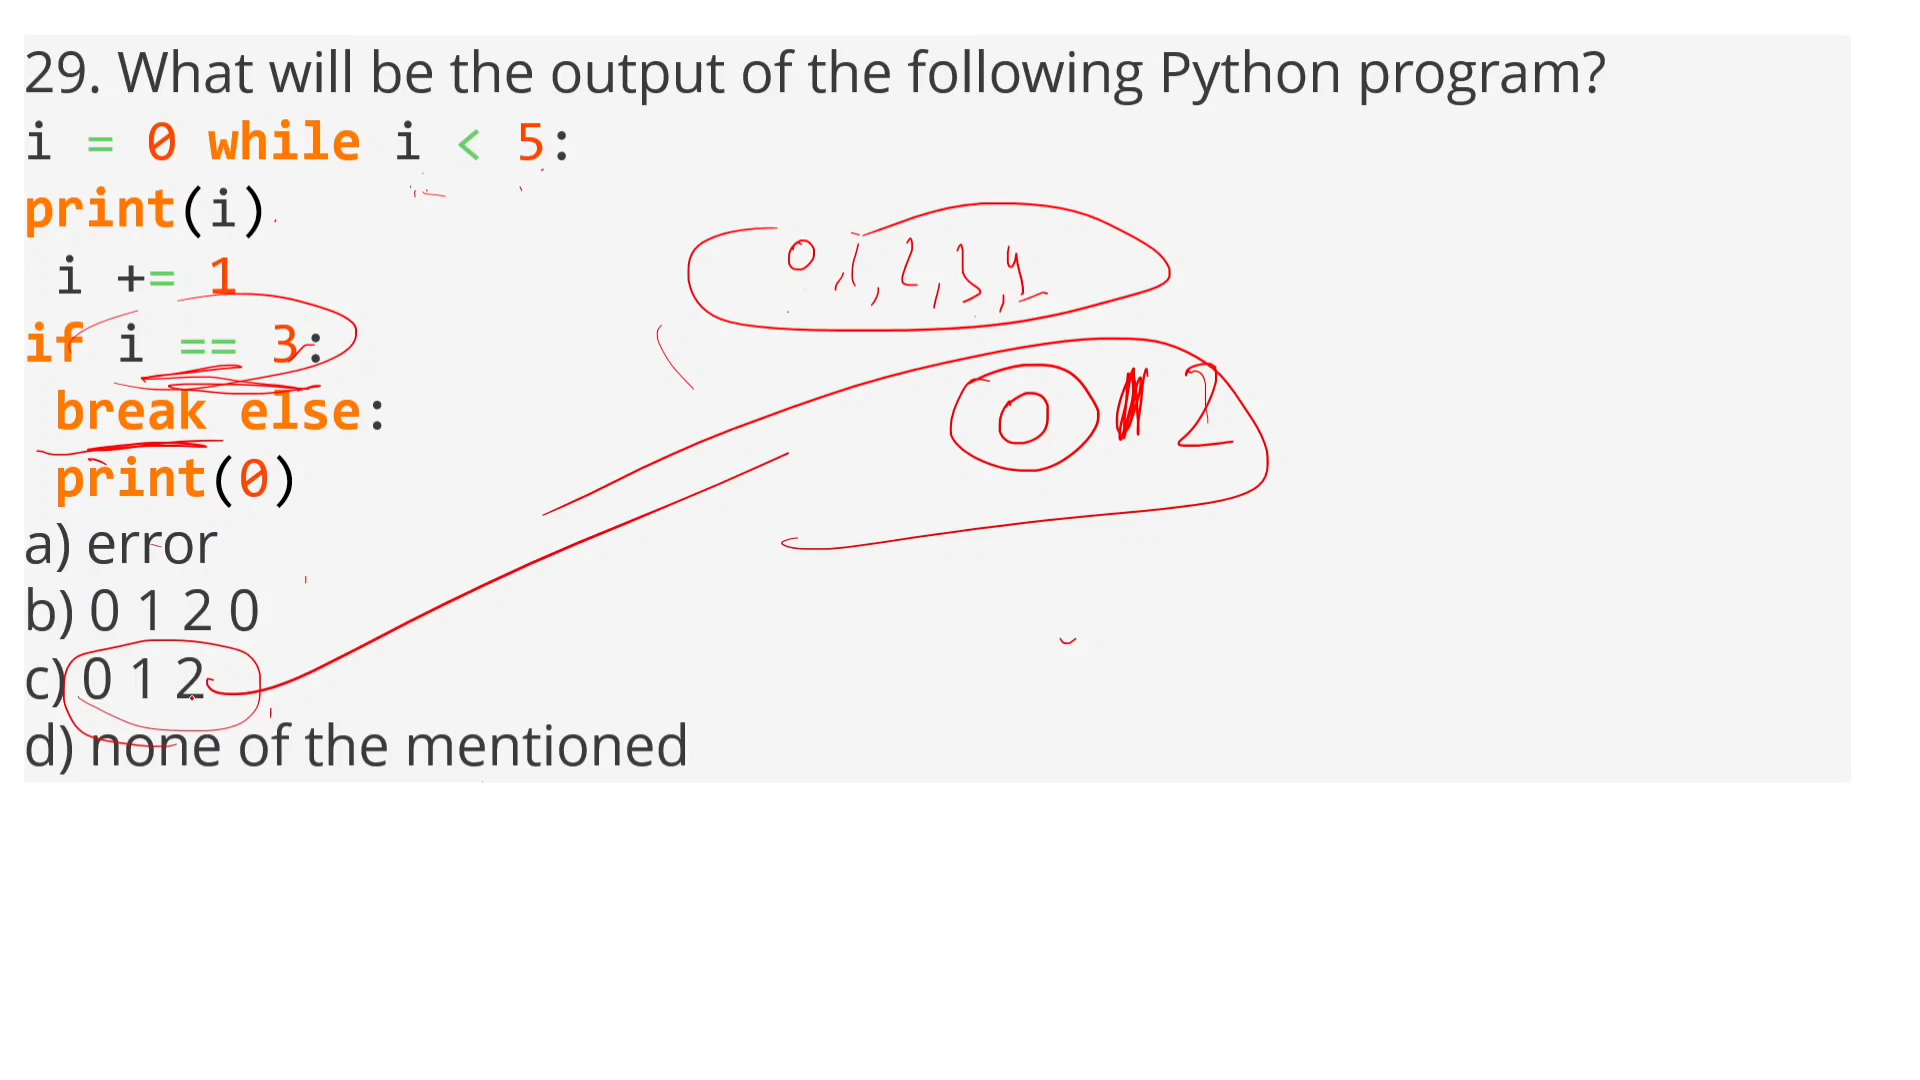 29. What will be the output of the following Python program?
i = 0 while i < 5:
print(i)
i += 1
0,1,2,3,4
if i == 3:
break else:
0 1 2
print(0)
a) error
b) 0 1 2 0
c) 0 1 2
d) none of the mentioned